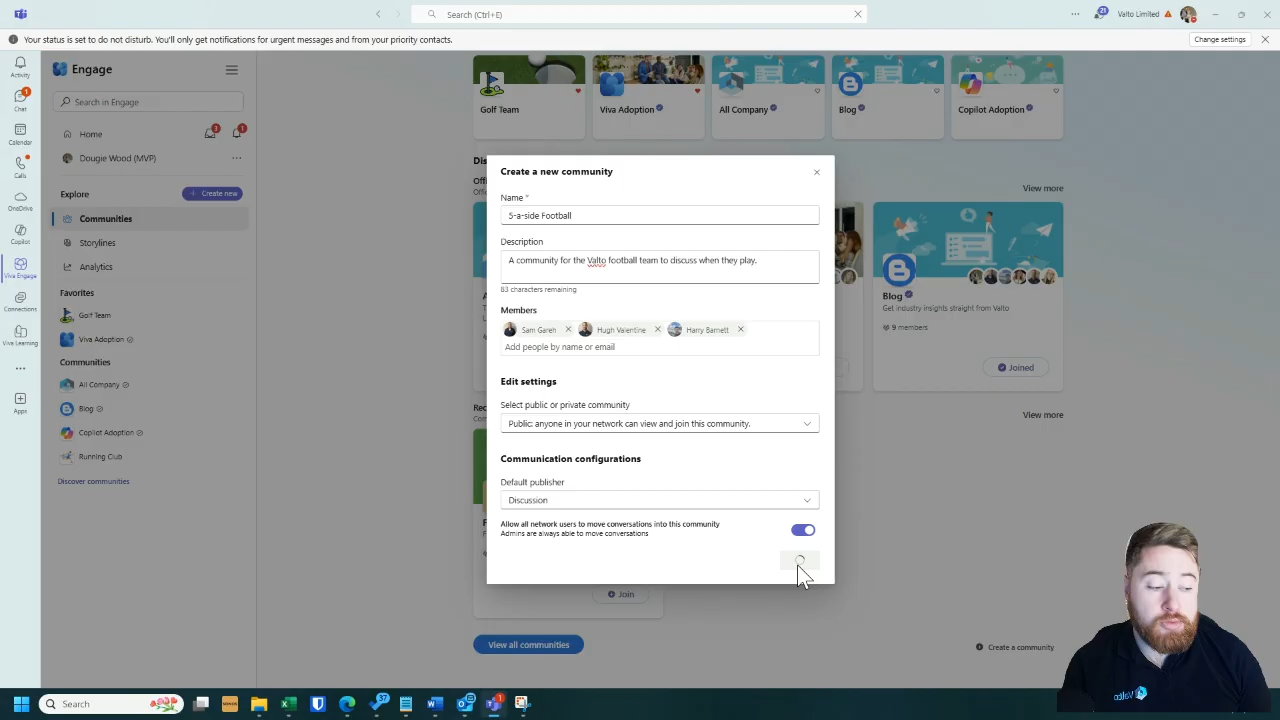 Search (Ctrl+E)
21
Valto Limited
Your status is set to do not disturb. You'll only get notifications for urgent messages and from your priority contacts.
Change settings
Activity
1
Chat
Calendar
Calls
OneDrive
Copilot
Viva Engage
Connections
Viva Learning
Apps
Engage
Search in Engage
Home
3
1
Dougie Wood (MVP)
Explore
Create new
Communities
Storylines
Analytics
Favorites
Golf Team
Viva Adoption
Communities
All Company
Blog
Copilot Adoption
Running Club
Discover communities
Golf Team
Viva Adoption
All Company
Blog
Copilot Adoption
View more
Blog
Get industry insights straight from Valto
9 members
Joined
View more
Join
View all communities
Create a community
Create a new community
Name *
5-a-side Football
Description
A community for the Valto football team to discuss when they play.
83 characters remaining
Members
Sam Gareh
Hugh Valentine
Harry Barnett
Add people by name or email
Edit settings
Select public or private community
Public: anyone in your network can view and join this community.
Communication configurations
Default publisher
Discussion
Allow all network users to move conversations into this community
Admins are always able to move conversations
Search
37
1